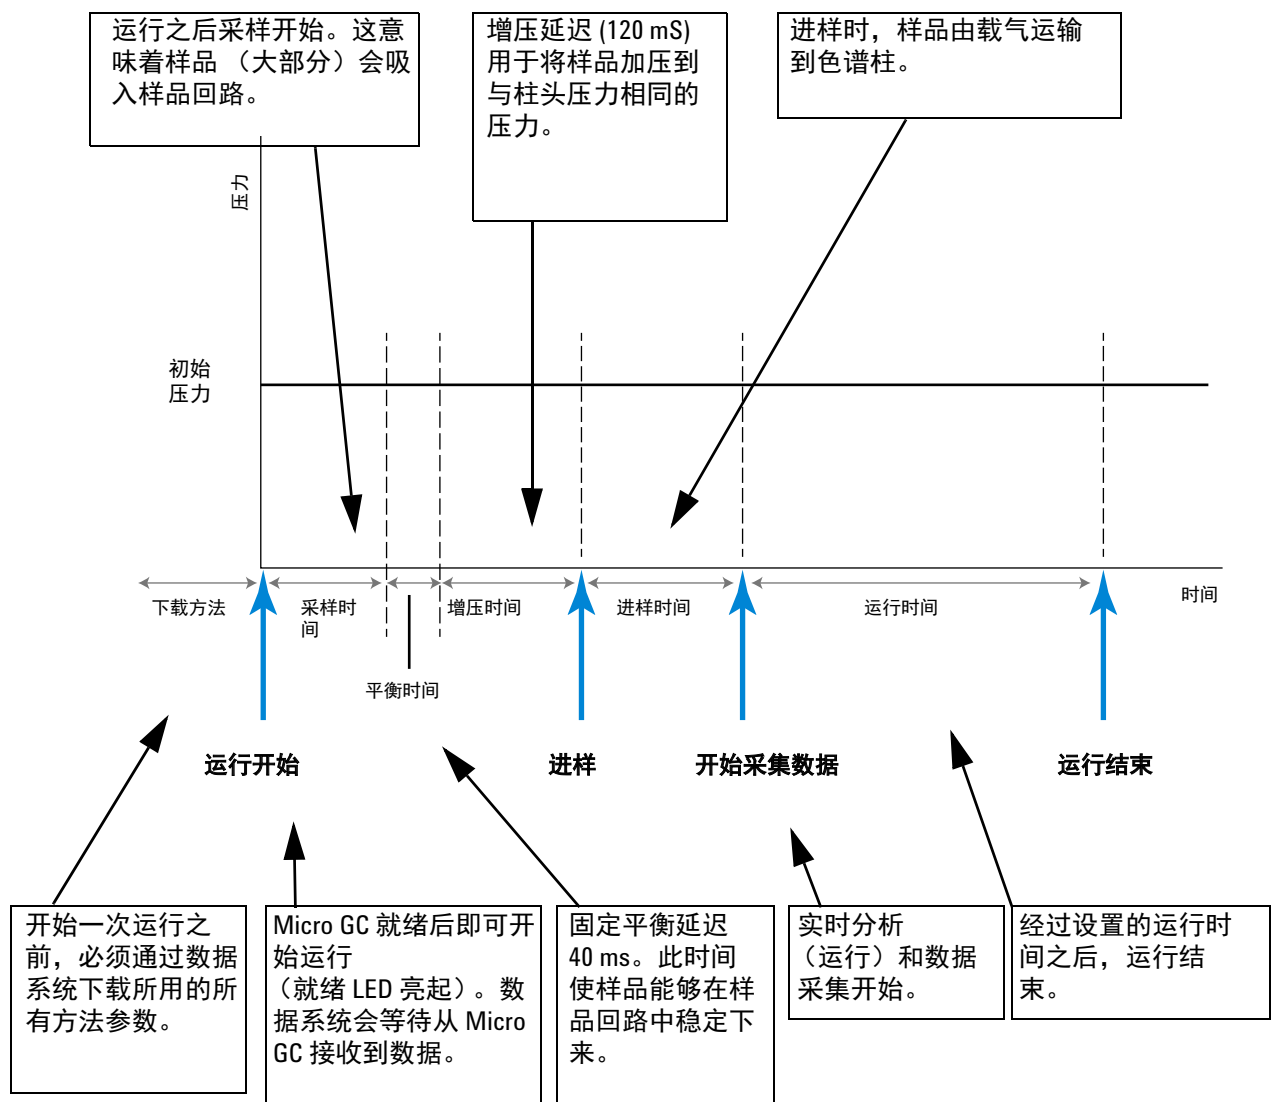 运行之后采样开始。这意
味着样品 （大部分）会吸
入样品回路。
增压延迟 (120 mS)
用于将样品加压到
与柱头压力相同的
压力。
进样时，样品由载气运输
到色谱柱。
压力
初始
压力
下载方法
采样时
间
增压时间
进样时间
运行时间
时间
平衡时间
运行开始
进样
开始采集数据
运行结束
开始一次运行之
前，必须通过数据
系统下载所用的所
有方法参数。
Micro GC 就绪后即可开
始运行
（就绪 LED 亮起）。数
据系统会等待从 Micro
GC 接收到数据。
固定平衡延迟
40 ms。此时间
使样品能够在样
品回路中稳定下
来。
实时分析
（运行）和数据
采集开始。
经过设置的运行时
间之后，运行结
束。